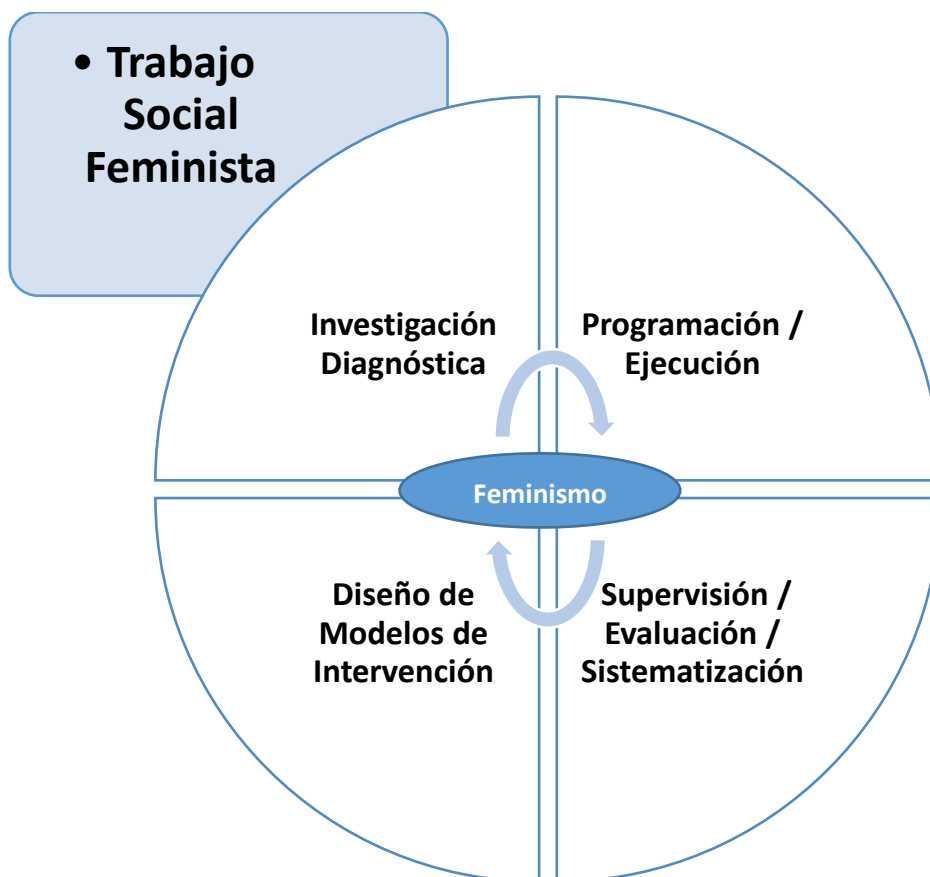 • Trabajo
Social
Feminista
Investigación
Diagnóstica
Programación /
Ejecución
Feminismo
Diseño de
Modelos de
Intervención
Supervisión /
Evaluación /
Sistematización